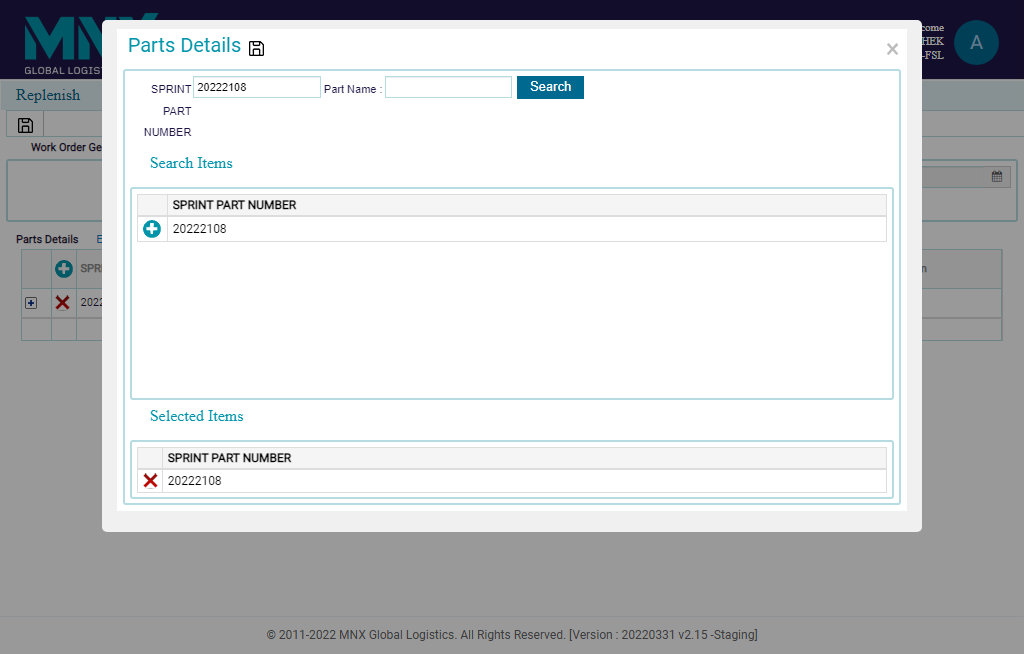 MNX
GLOBAL LOGIST
come
HEK
-FSL
A
Parts Details
×
Replenish
SPRINT PART NUMBER
20222108
Part Name :
Search
Work Order Ge
Search Items
SPRINT PART NUMBER
20222108
Parts Details E
SPRI
n
2022
Selected Items
SPRINT PART NUMBER
20222108
© 2011-2022 MNX Global Logistics. All Rights Reserved. [Version : 20220331 v2.15 -Staging]